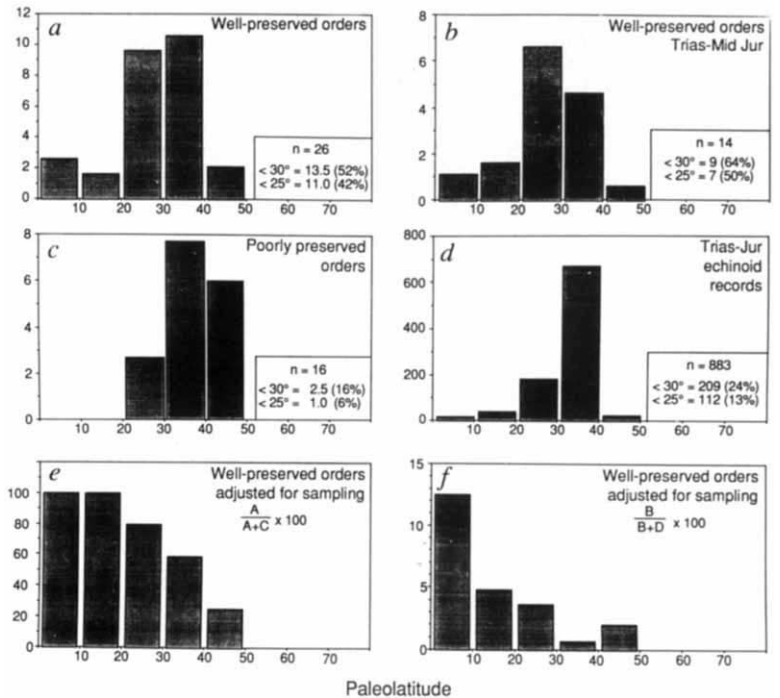 a
Well-preserved orders
12
10
8
6
4
2
0
n = 26
< 30° = 13.5 (52%)
< 25° = 11.0 (42%)
10 20 30 40 50 60 70
b
Well-preserved orders
Trias-Mid Jur
8
6
4
2
0
n = 14
< 30° = 9 (64%)
< 25° = 7 (50%)
10 20 30 40 50 60 70
c
Poorly preserved
orders
8
6
4
2
0
n = 16
< 30° = 2.5 (16%)
< 25° = 1.0 (6%)
10 20 30 40 50 60 70
d
Trias-Jur
echinoid
records
800
600
400
200
0
n = 883
< 30° = 209 (24%)
< 25° = 112 (13%)
10 20 30 40 50 60 70
e
Well-preserved orders
adjusted for sampling
A
A+C x 100
100
80
60
40
20
0
10 20 30 40 50 60 70
f
Well-preserved orders
adjusted for sampling
B
B+D x 100
15
10
5
0
10 20 30 40 50 60 70
Paleolatitude